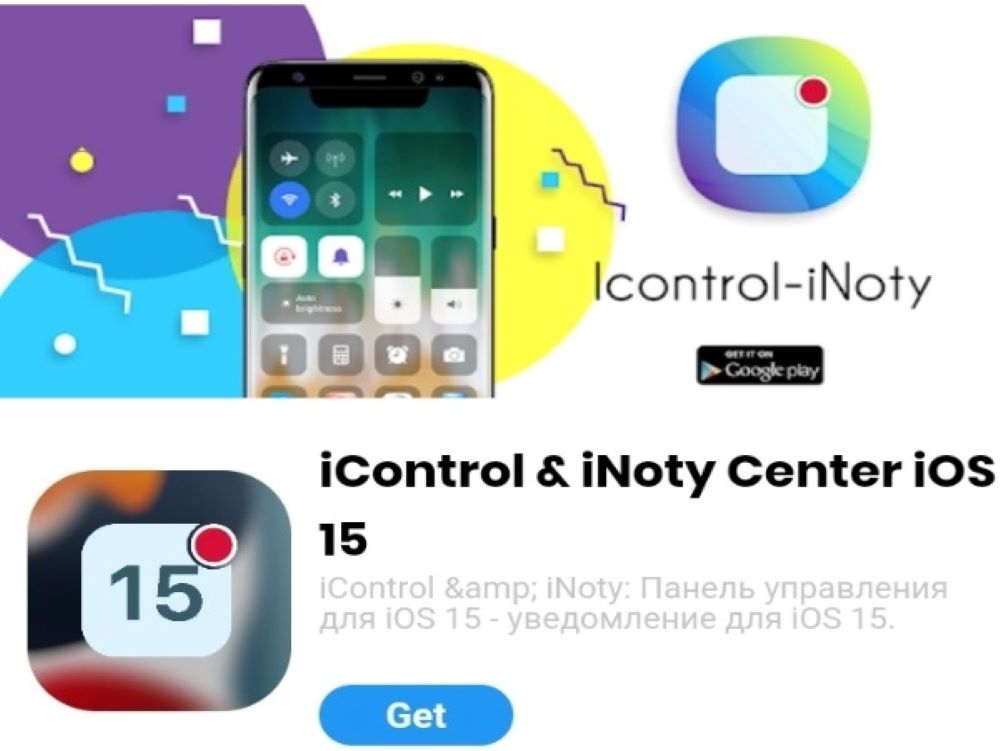 Auto
brightness
Icontrol-iNoty
GET IT ON
Google play
iControl & iNoty Center iOS
15
15
iControl &amp; iNoty: Панель управления
для iOS 15 - уведомление для iOS 15.
Get